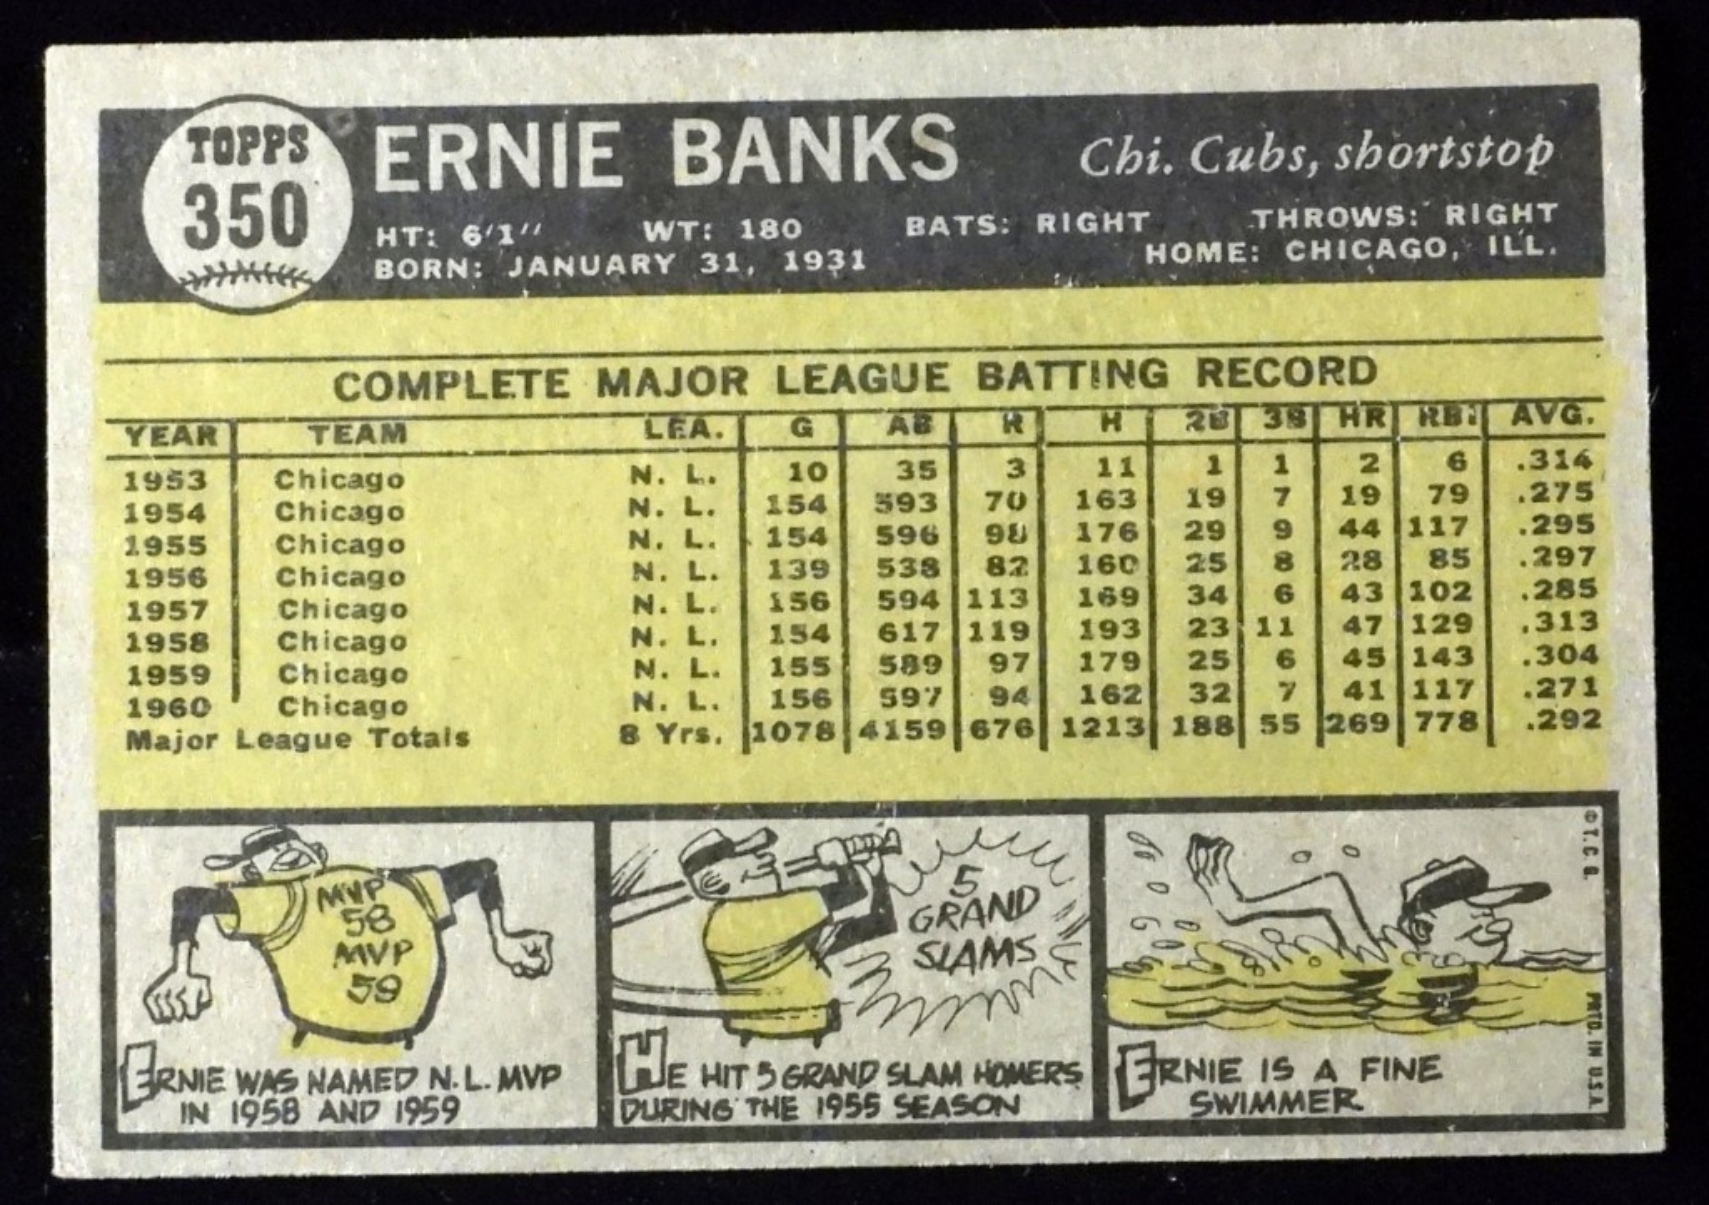 TOPPS
350
ERNIE BANKS
Chi. Cubs, shortstop
HT: 6'1" WT: 180 BATS: RIGHT THROWS: RIGHT
BORN: JANUARY 31, 1931 HOME: CHICAGO, ILL.
COMPLETE MAJOR LEAGUE BATTING RECORD
YEAR TEAM LEA. G AB R H 2B 3B HR RBI AVG.
1953 Chicago N. L. 10 35 3 11 1 1 2 6 .314
1954 Chicago N. L. 154 593 70 163 19 7 19 79 .275
1955 Chicago N. L. 154 596 98 176 29 9 44 117 .295
1956 Chicago N. L. 139 538 82 160 25 8 28 85 .297
1957 Chicago N. L. 156 594 113 169 34 6 43 102 .285
1958 Chicago N. L. 154 617 119 193 23 11 47 129 .313
1959 Chicago N. L. 155 589 97 179 25 6 45 143 .304
1960 Chicago N. L. 156 597 94 162 32 7 41 117 .271
Major League Totals 8 Yrs. 1078 4159 676 1213 188 55 269 778 .292
MVP
58
MVP
59
ERNIE WAS NAMED N.L. MVP
IN 1958 AND 1959
5
GRAND
SLAMS
HE HIT 5 GRAND SLAM HOMERS
DURING THE 1955 SEASON
ERNIE IS A FINE
SWIMMER
© T.C.G.
PRTD. IN U.S.A.